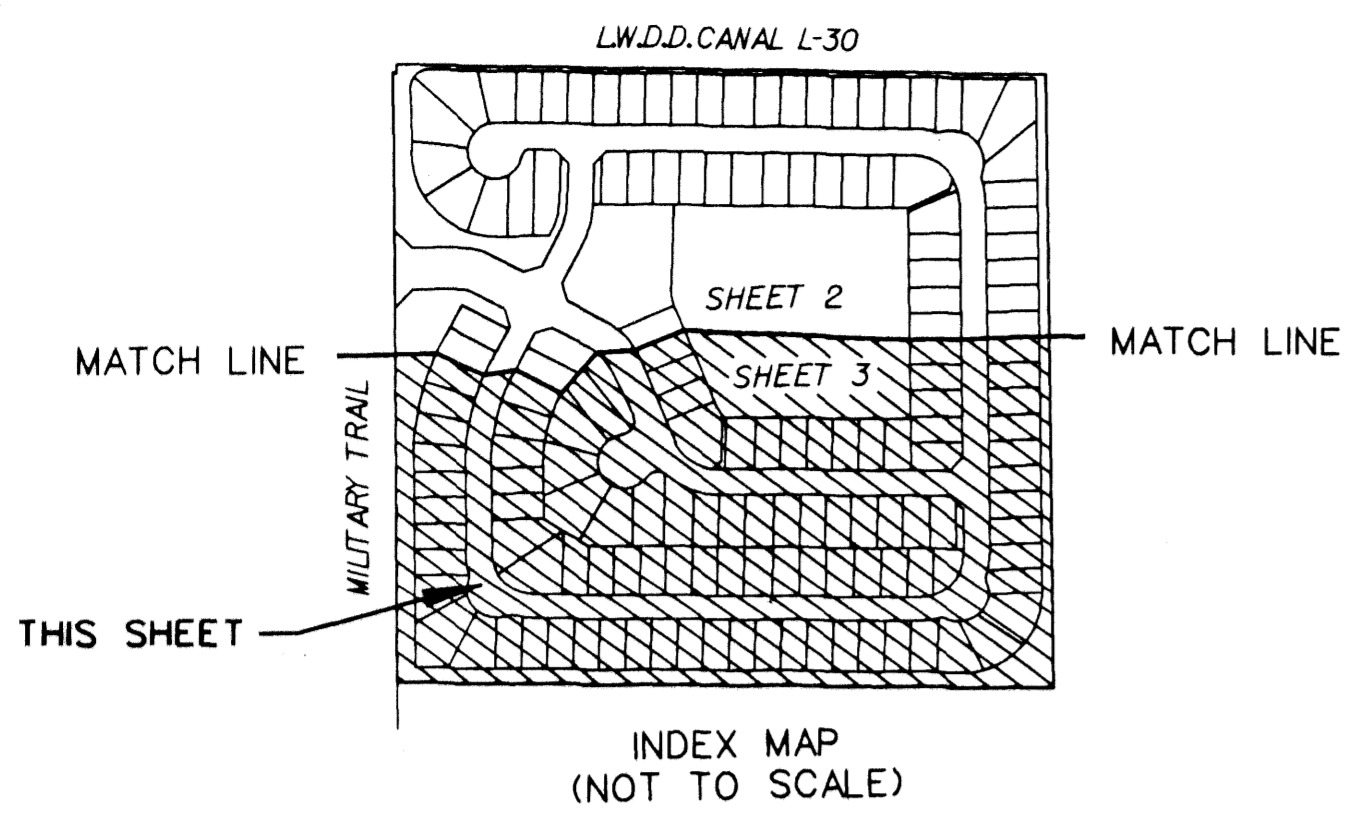 L.W.D.D. CANAL L-30
SHEET 2
MATCH LINE
MATCH LINE
SHEET 3
MILITARY TRAIL
THIS SHEET
INDEX MAP
(NOT TO SCALE)